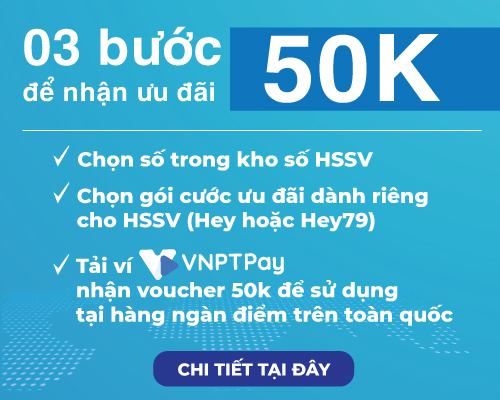 03 bước
để nhận ưu đãi
50K
Chọn số trong kho số HSSV
Chọn gói cước ưu đãi dành riêng
cho HSSV (Hey hoặc Hey79)
Tải ví VNPTPay
nhận voucher 50k để sử dụng
tại hàng ngàn điểm trên toàn quốc
CHI TIẾT TẠI ĐÂY